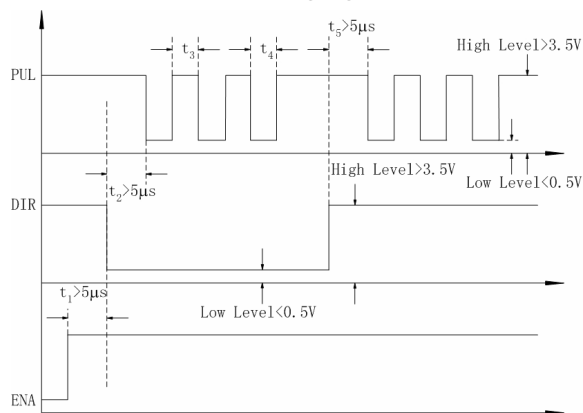 t₅>5μs
High Level>3.5V
t₃
t₄
PUL
High Level>3.5V
Low Level<0.5V
t₂>5μs
DIR
t₁>5μs
Low Level<0.5V
ENA